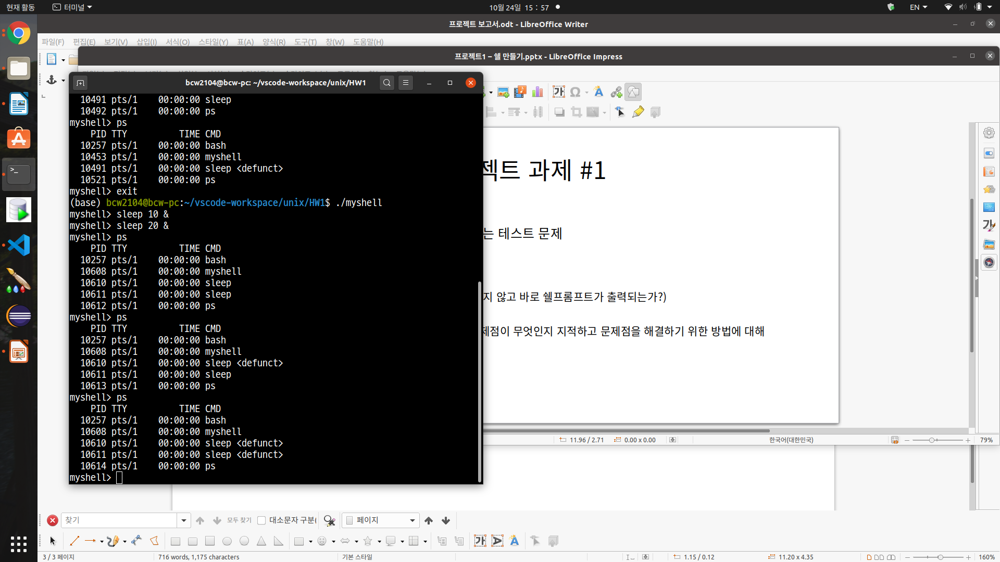 현재 활동
터미널
10월 24일 15 : 57
EN
프로젝트 보고서.odt - LibreOffice Writer
파일(F) 편집(E) 보기(V) 삽입(I) 서식(O) 스타일(Y) 표(A) 양식(R) 도구(T) 창(W) 도움말(H)
프로젝트1 – 쉘 만들기.pptx - LibreOffice Impress
bcw2104@bcw-pc: ~/vscode-workspace/unix/HW1
10491 pts/1 00:00:00 sleep
10492 pts/1 00:00:00 ps
myshell> ps
PID TTY TIME CMD
10257 pts/1 00:00:00 bash
10453 pts/1 00:00:00 myshell
10491 pts/1 00:00:00 sleep <defunct>
10521 pts/1 00:00:00 ps
myshell> exit
(base) bcw2104@bcw-pc:~/vscode-workspace/unix/HW1$ ./myshell
myshell> sleep 10 &
myshell> sleep 20 &
myshell> ps
PID TTY TIME CMD
10257 pts/1 00:00:00 bash
10608 pts/1 00:00:00 myshell
10610 pts/1 00:00:00 sleep
10611 pts/1 00:00:00 sleep
10612 pts/1 00:00:00 ps
myshell> ps
PID TTY TIME CMD
10257 pts/1 00:00:00 bash
10608 pts/1 00:00:00 myshell
10610 pts/1 00:00:00 sleep <defunct>
10611 pts/1 00:00:00 sleep
10613 pts/1 00:00:00 ps
myshell> ps
PID TTY TIME CMD
10257 pts/1 00:00:00 bash
10608 pts/1 00:00:00 myshell
10610 pts/1 00:00:00 sleep <defunct>
10611 pts/1 00:00:00 sleep <defunct>
10614 pts/1 00:00:00 ps
myshell>
젝트 과제 #1
는 테스트 문제
지 않고 바로 쉘프롬프트가 출력되는가?)
제점이 무엇인지 지적하고 문제점을 해결하기 위한 방법에 대해
11.96 / 2.71 0.00 x 0.00 한국어(대한민국) 79%
찾기 모두 찾기 대소문자 구분( 페이지
3 / 3 페이지 716 words, 1,175 characters 기본 스타일 1.15 / 0.12 11.20 x 4.35 160%